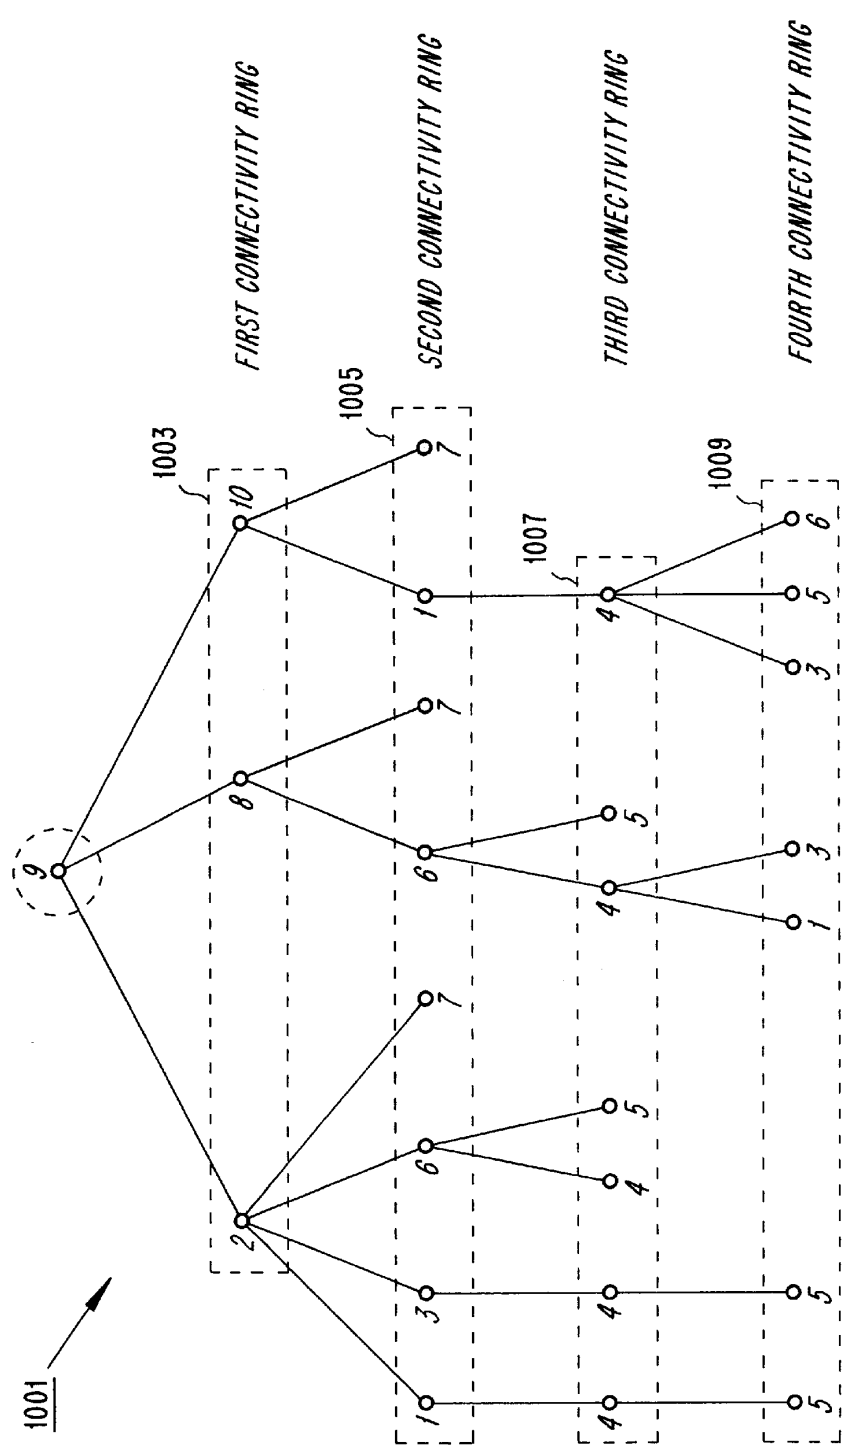 1001
9
1003
2 8 10 FIRST CONNECTIVITY RING
1005
1 3 6 7 6 7 1 7 SECOND CONNECTIVITY RING
1007
4 4 4 5 4 5 4 THIRD CONNECTIVITY RING
1009
5 5 1 3 3 5 6 FOURTH CONNECTIVITY RING